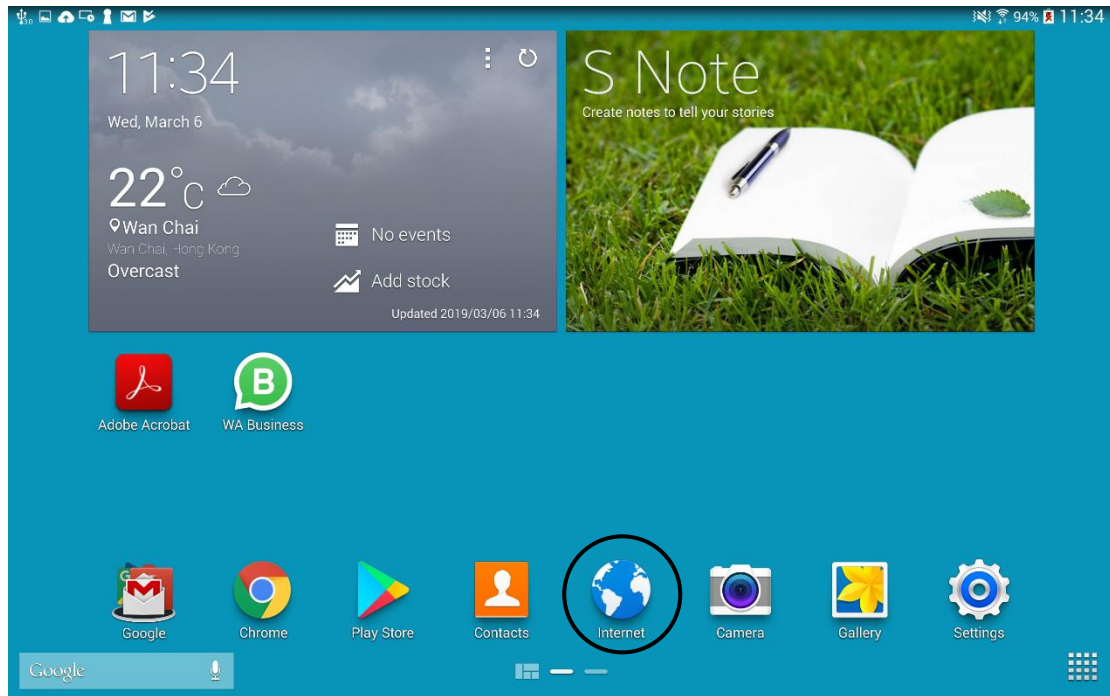 3.0
94% 11:34
11:34
Wed, March 6
22°C
Wan Chai
Wan Chai, Hong Kong
Overcast
No events
Add stock
Updated 2019/03/06 11:34
S Note
Create notes to tell your stories
B
Adobe Acrobat
WA Business
Google
Chrome
Play Store
Contacts
Internet
Camera
Gallery
Settings
Google